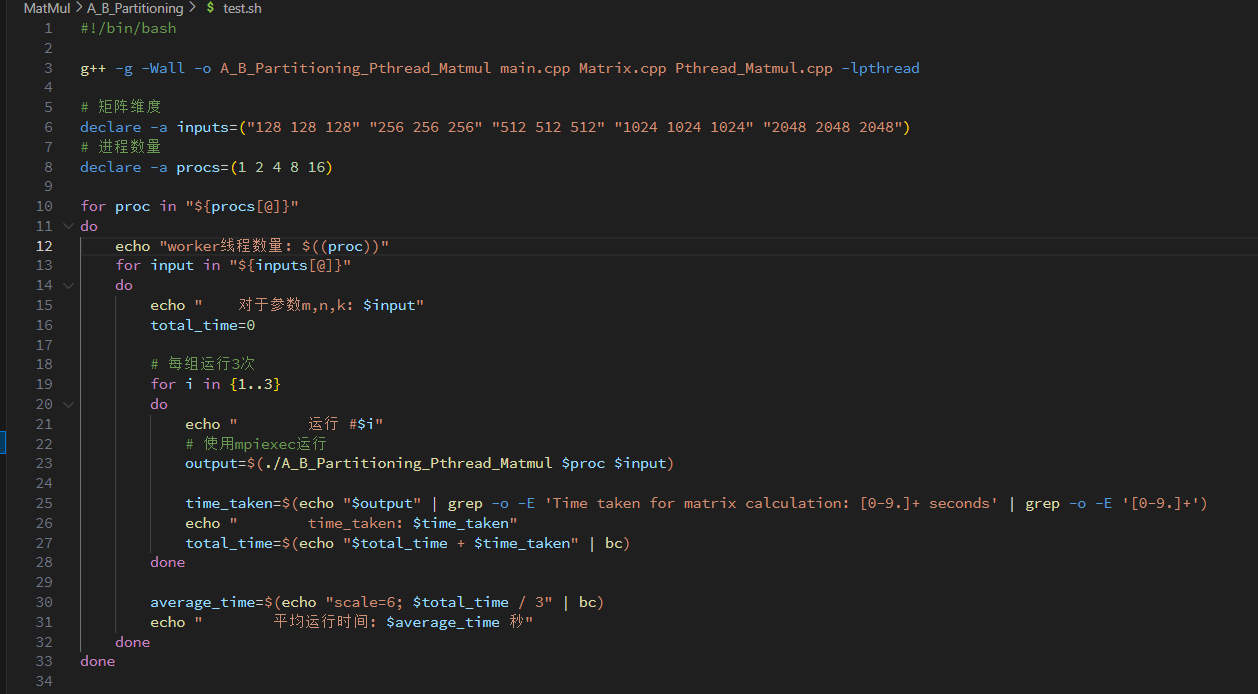 MatMul > A_B_Partitioning > $ test.sh
1 #!/bin/bash
2
3 g++ -g -Wall -o A_B_Partitioning_Pthread_Matmul main.cpp Matrix.cpp Pthread_Matmul.cpp -lpthread
4
5 # 矩阵维度
6 declare -a inputs=("128 128 128" "256 256 256" "512 512 512" "1024 1024 1024" "2048 2048 2048")
7 # 进程数量
8 declare -a procs=(1 2 4 8 16)
9
10 for proc in "${procs[@]}"
11 do
12     echo "worker线程数量: $((proc))"
13     for input in "${inputs[@]}"
14     do
15         echo "    对于参数m,n,k: $input"
16         total_time=0
17
18         # 每组运行3次
19         for i in {1..3}
20         do
21             echo "        运行 #$i"
22             # 使用mpiexec运行
23             output=$(./A_B_Partitioning_Pthread_Matmul $proc $input)
24
25             time_taken=$(echo "$output" | grep -o -E 'Time taken for matrix calculation: [0-9.]+ seconds' | grep -o -E '[0-9.]+')
26             echo "        time_taken: $time_taken"
27             total_time=$(echo "$total_time + $time_taken" | bc)
28         done
29
30         average_time=$(echo "scale=6; $total_time / 3" | bc)
31         echo "        平均运行时间: $average_time 秒"
32     done
33 done
34